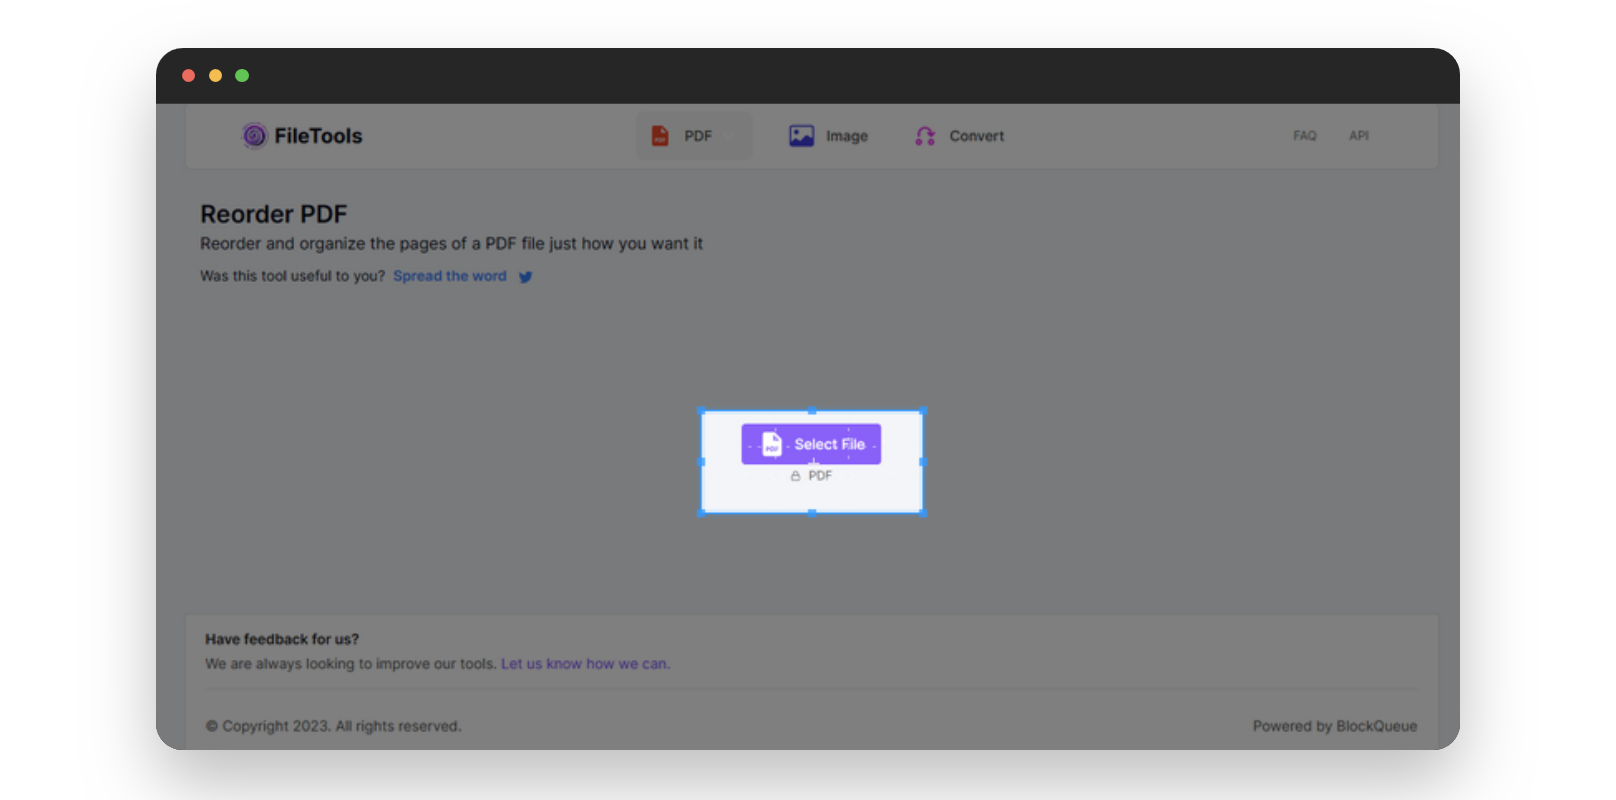 FileTools
PDF
Image
Convert
FAQ
API
Reorder PDF
Reorder and organize the pages of a PDF file just how you want it
Was this tool useful to you? Spread the word
PDF Select File
PDF
Have feedback for us?
We are always looking to improve our tools. Let us know how we can.
© Copyright 2023. All rights reserved.
Powered by BlockQueue